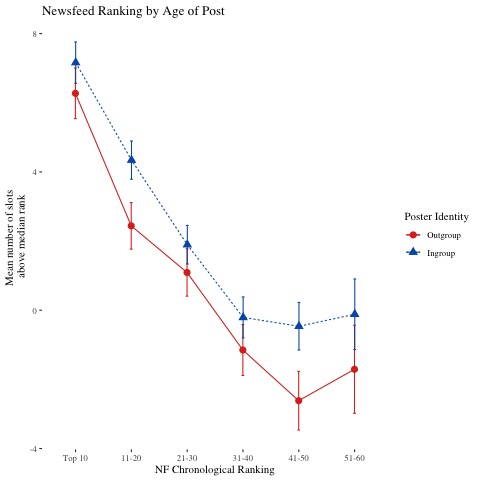 Newsfeed Ranking by Age of Post
8
4
0
-4
Mean number of slots
above median rank
Top 10
11-20
21-30
31-40
41-50
51-60
NF Chronological Ranking
Poster Identity
Outgroup
Ingroup